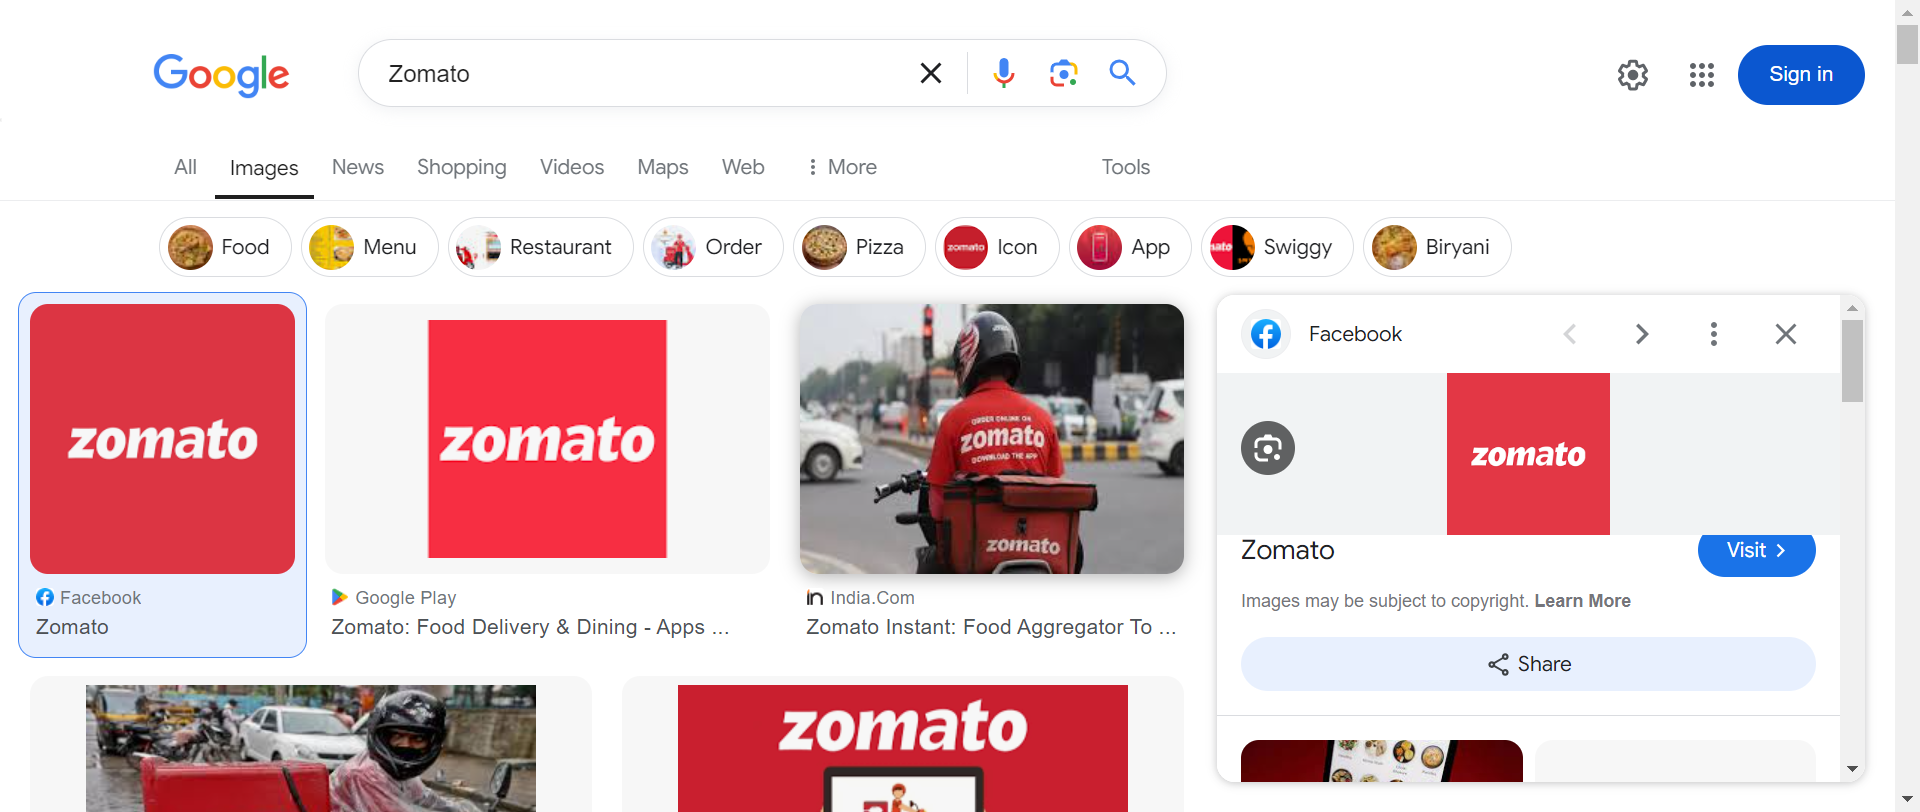 Google
Zomato
Sign in
All
Images
News
Shopping
Videos
Maps
Web
More
Tools
Food
Menu
Restaurant
Order
Pizza
zomato
Icon
App
Swiggy
Biryani
zomato
Facebook
Zomato
zomato
Google Play
Zomato: Food Delivery & Dining - Apps ...
ORDER ONLINE ON
zomato
DOWNLOAD THE APP
zomato
India.Com
Zomato Instant: Food Aggregator To ...
Facebook
zomato
Zomato
Visit
Images may be subject to copyright. Learn More
Share
zomato